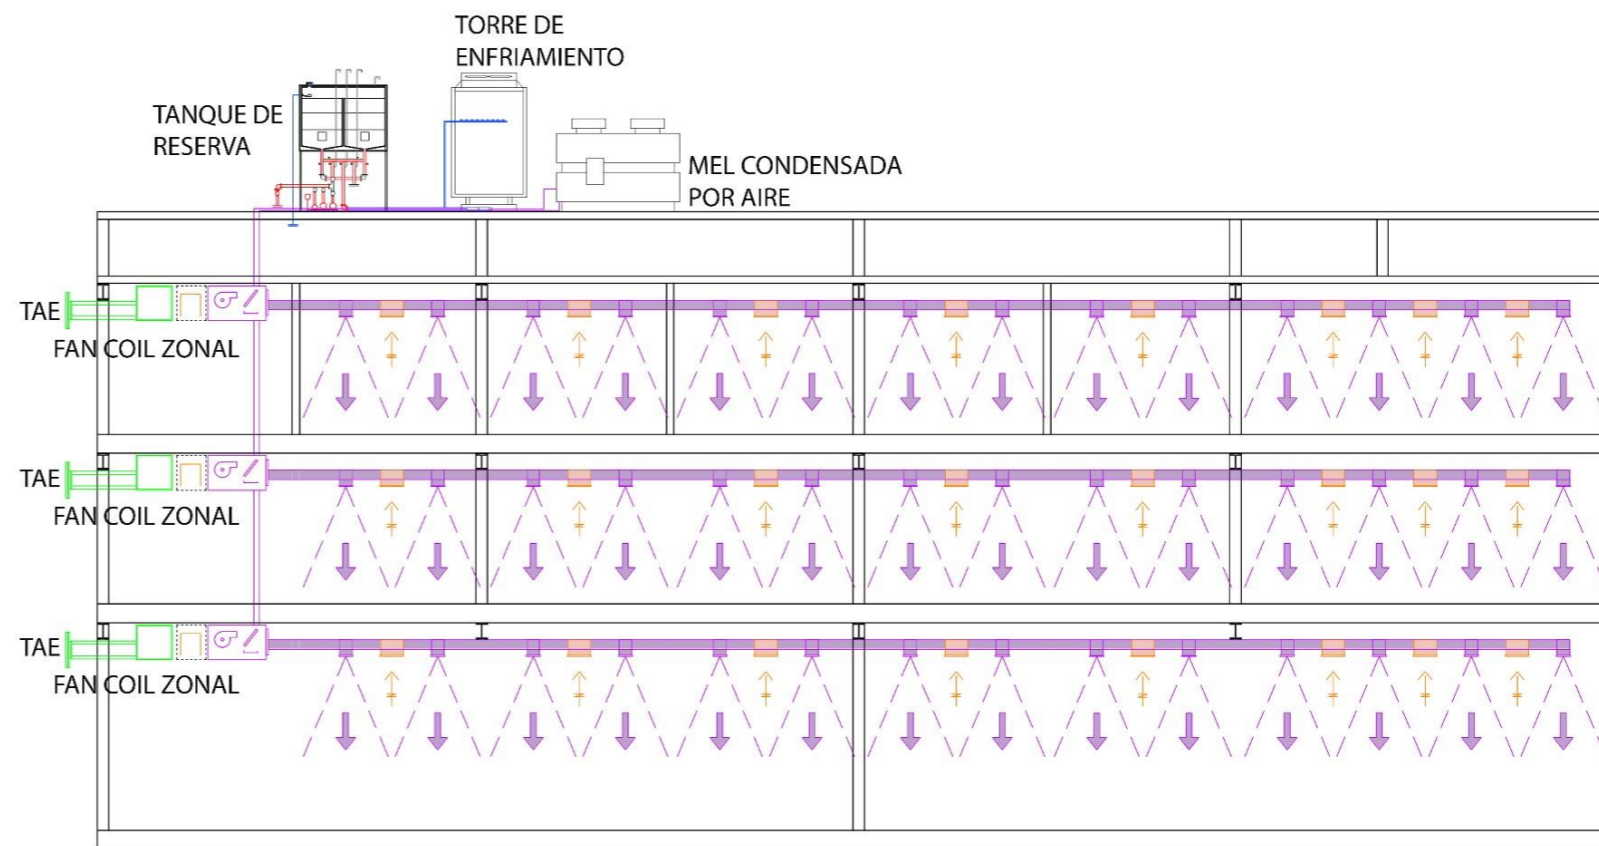 TORRE DE
ENFRIAMIENTO
TANQUE DE
RESERVA
MEL CONDENSADA
POR AIRE
TAE
FAN COIL ZONAL
TAE
FAN COIL ZONAL
TAE
FAN COIL ZONAL